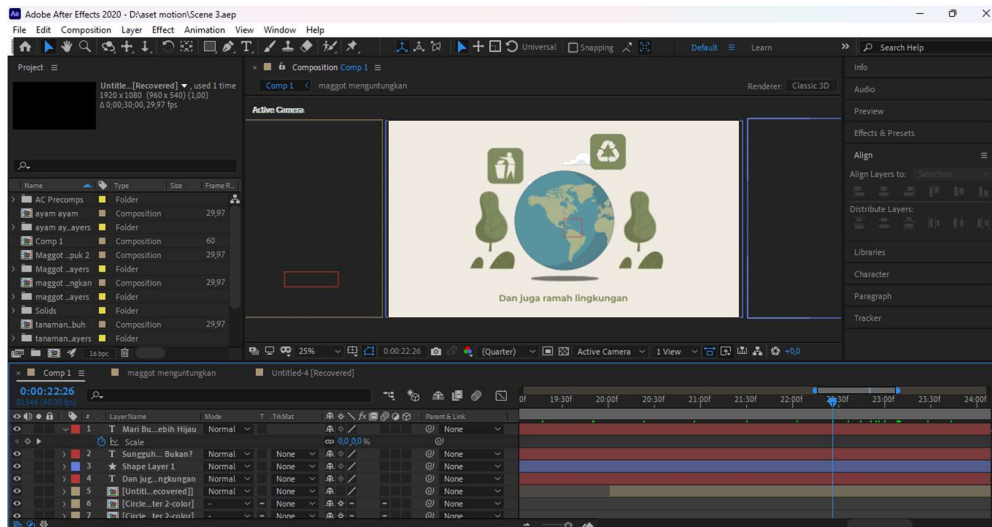 Adobe After Effects 2020 - D:\aset motion\Scene 3.aep
File Edit Composition Layer Effect Animation View Window Help
Universal Snapping Default Learn Search Help
Project
Composition Comp 1
Comp 1 maggot menguntungkan Renderer: Classic 3D
Untitle...[Recovered] , used 1 time
1920 x 1080 (960 x 540) (1,00)
Δ 0;00;30;00, 29,97 fps
Active Camera
Name Type Size Frame R...
AC Precomps Folder
ayam ayam Composition 29,97
ayam ay..ayers Folder
Comp 1 Composition 60
Maggot ..puk 2 Composition 29,97
Maggot ..ayers Folder
maggot ..ngkan Composition 29,97
maggot ..ayers Folder
Solids Folder
tanaman..buh Composition 29,97
tanaman..ayers Folder
16 bpc
Dan juga ramah lingkungan
25% 0:00:22:26 (Quarter) Active Camera 1 View +0,0
Info
Audio
Preview
Effects & Presets
Align
Align Layers to: Selection
Distribute Layers:
Libraries
Character
Paragraph
Tracker
Comp 1 maggot menguntungkan Untitled-4 [Recovered]
0:00:22:26
01346 (60.00 fps)
0f 19:30f 20:00f 20:30f 21:00f 21:30f 22:00f 22:30f 23:00f 23:30f 24:00f
# Layer Name Mode T .TrkMat Parent & Link
1 T Mari Bu...ebih Hijau Normal None
Scale 0,0,0,0 %
2 T Sungguh... Bukan? Normal None None
3 Shape Layer 1 Normal None None
4 T Dan jug...ngkungan Normal None None
5 [Untitl...ecovered]] Normal None None
6 [Circle...ter 2-color] - None None
7 [Circle...ter 2-color] - None None